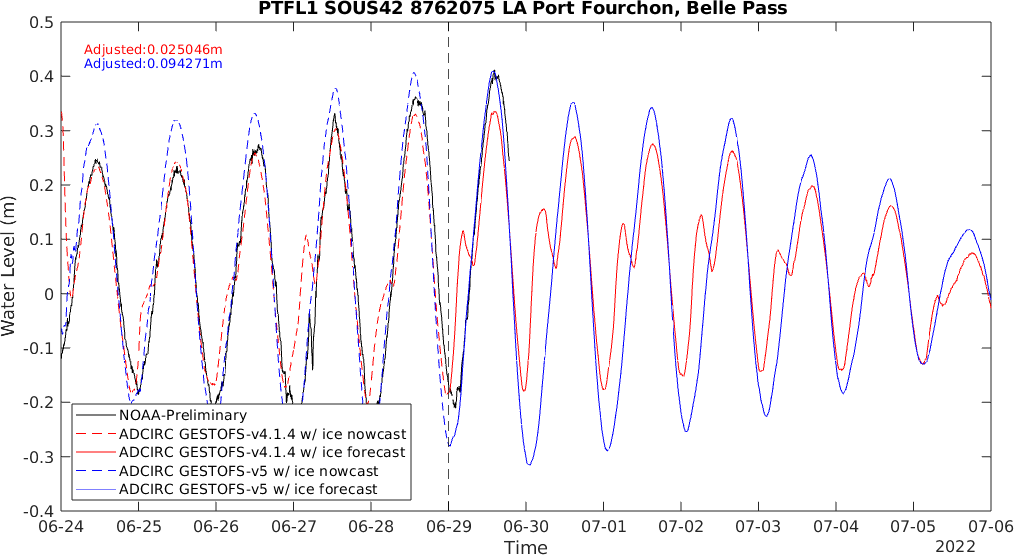 PTFL1 SOUS42 8762075 LA Port Fourchon, Belle Pass
Adjusted:0.025046m
Adjusted:0.094271m
Water Level (m)
0.5
0.4
0.3
0.2
0.1
0
-0.1
-0.2
-0.3
-0.4
NOAA-Preliminary
ADCIRC GESTOFS-v4.1.4 w/ ice nowcast
ADCIRC GESTOFS-v4.1.4 w/ ice forecast
ADCIRC GESTOFS-v5 w/ ice nowcast
ADCIRC GESTOFS-v5 w/ ice forecast
06-24 06-25 06-26 06-27 06-28 06-29 06-30 07-01 07-02 07-03 07-04 07-05 07-06
Time
2022